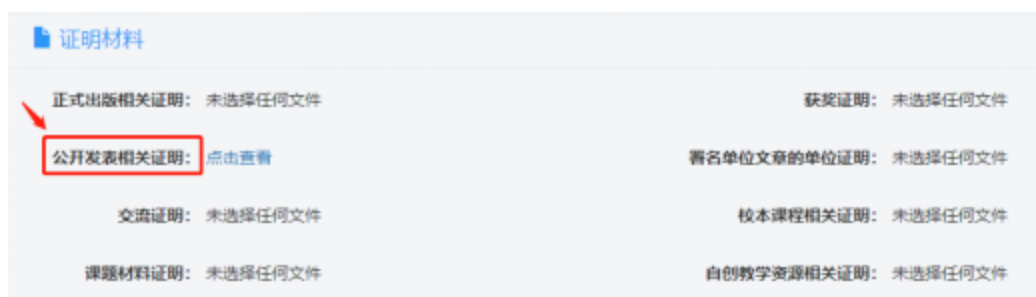 证明材料
正式出版相关证明： 未选择任何文件 获奖证明： 未选择任何文件
公开发表相关证明： 点击查看 署名单位文章的单位证明： 未选择任何文件
交流证明： 未选择任何文件 校本课程相关证明： 未选择任何文件
课题材料证明： 未选择任何文件 自创教学资源相关证明： 未选择任何文件